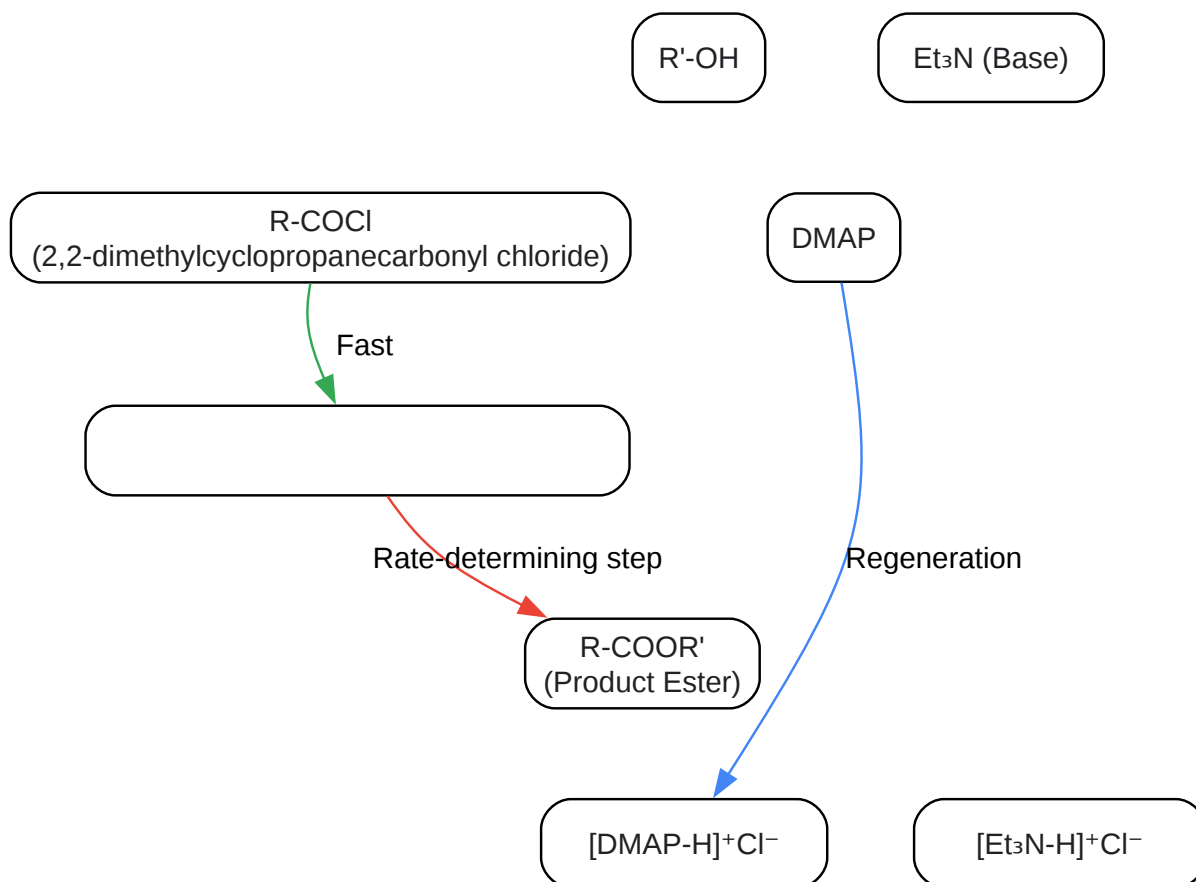 R'-OH
Et₃N (Base)
R-COCl
(2,2-dimethylcyclopropanecarbonyl chloride)
DMAP
Fast
Rate-determining step
Regeneration
R-COOR'
(Product Ester)
[DMAP-H]⁺Cl⁻
[Et₃N-H]⁺Cl⁻